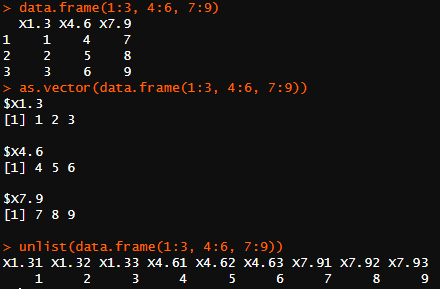 > data.frame(1:3, 4:6, 7:9)
  X1.3 X4.6 X7.9
1    1    4    7
2    2    5    8
3    3    6    9
> as.vector(data.frame(1:3, 4:6, 7:9))
$X1.3
[1] 1 2 3

$X4.6
[1] 4 5 6

$X7.9
[1] 7 8 9

> unlist(data.frame(1:3, 4:6, 7:9))
X1.31 X1.32 X1.33 X4.61 X4.62 X4.63 X7.91 X7.92 X7.93
    1     2     3     4     5     6     7     8     9